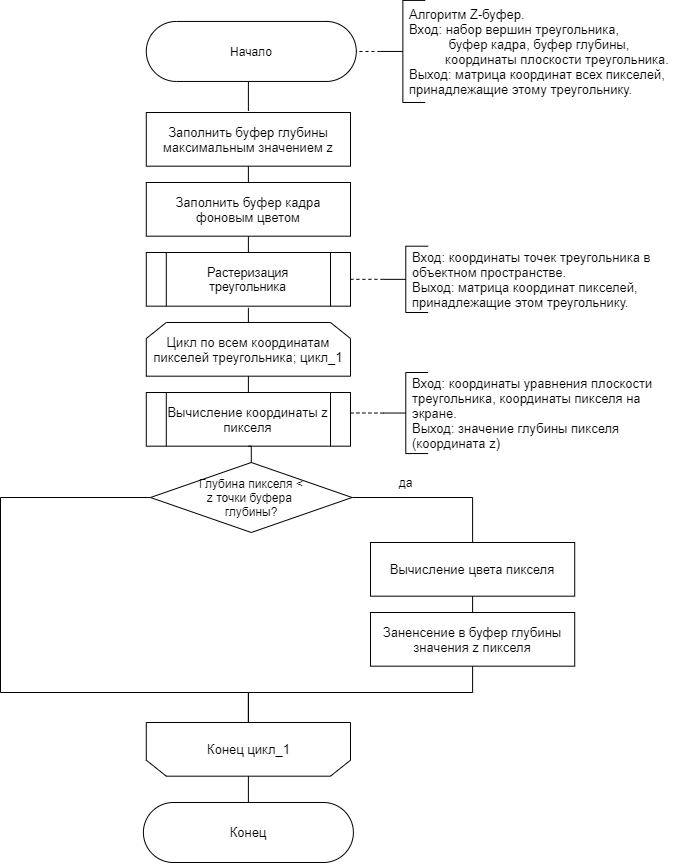 Начало
Алгоритм Z-буфер.
Вход: набор вершин треугольника,
буфер кадра, буфер глубины,
координаты плоскости треугольника.
Выход: матрица координат всех пикселей,
принадлежащие этому треугольнику.
Заполнить буфер глубины
максимальным значением z
Заполнить буфер кадра
фоновым цветом
Растеризация
треугольника
Вход: координаты точек треугольника в
объектном пространстве.
Выход: матрица координат пикселей,
принадлежащие этом треугольнику.
Цикл по всем координатам
пикселей треугольника; цикл_1
Вычисление координаты z
пикселя
Вход: координаты уравнения плоскости
треугольника, координаты пикселя на
экране.
Выход: значение глубины пикселя
(координата z)
Глубина пикселя <
z точки буфера
глубины?
да
Вычисление цвета пикселя
Заненсение в буфер глубины
значения z пикселя
Конец цикл_1
Конец